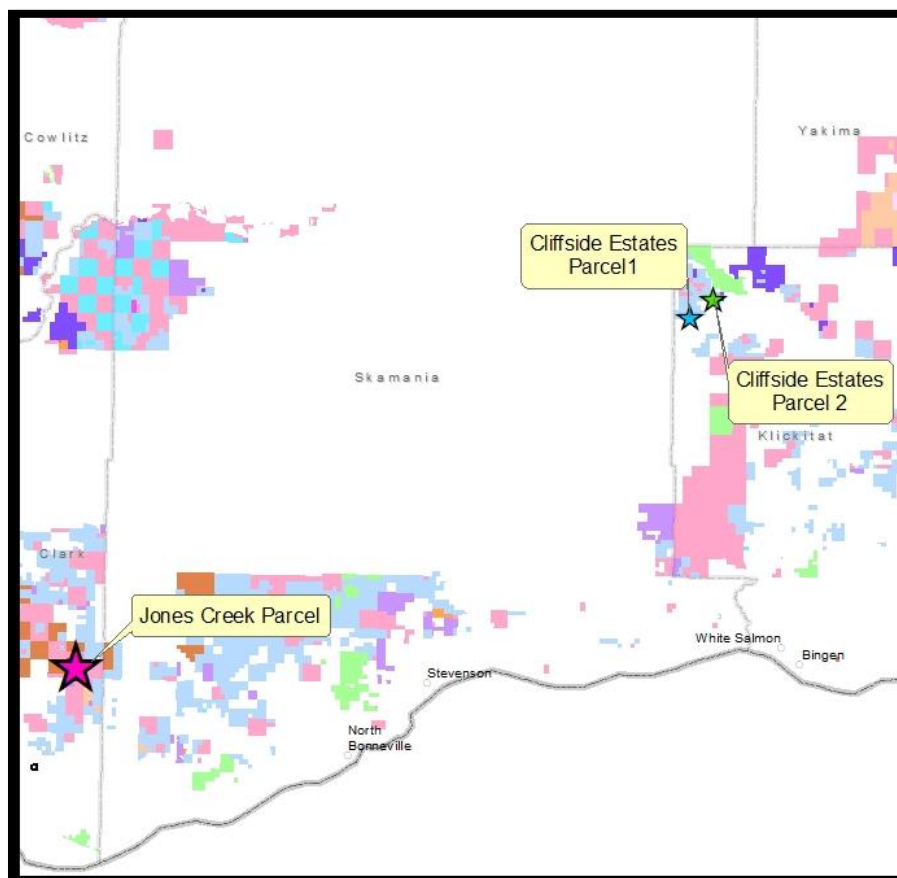 Cowlitz
Yakima
Cliffside Estates
Parcel1
Skamania
Cliffside Estates
Parcel 2
Klickitat
Clark
Jones Creek Parcel
White Salmon
Bingen
Stevenson
North
Bonneville
a